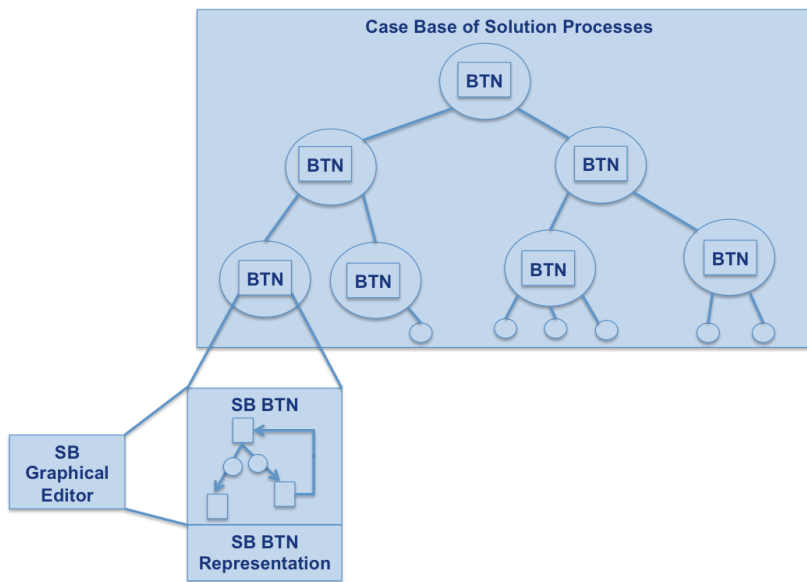 Case Base of Solution Processes
BTN
BTN
BTN
BTN
BTN
BTN
BTN
SB BTN
SB
Graphical
Editor
SB BTN
Representation